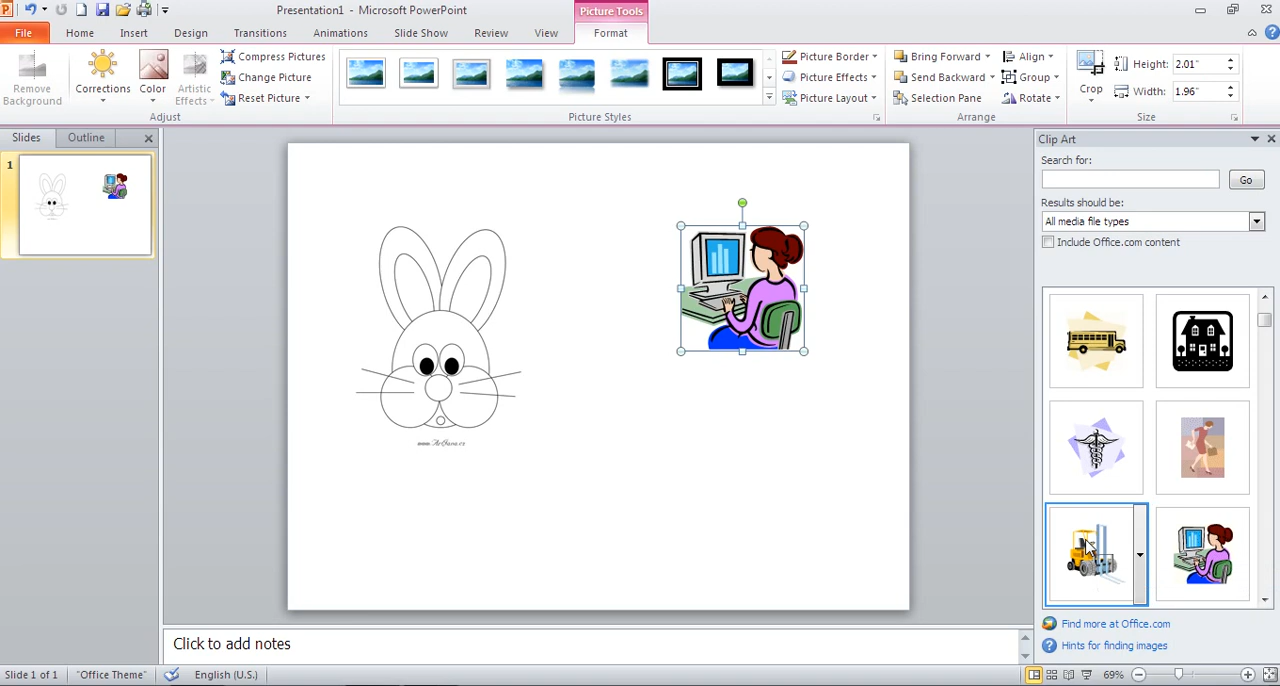 Presentation1 - Microsoft PowerPoint
Picture Tools
File Home Insert Design Transitions Animations Slide Show Review View Format
Remove Background
Corrections
Color
Artistic Effects
Compress Pictures
Change Picture
Reset Picture
Adjust
Picture Styles
Picture Border
Picture Effects
Picture Layout
Bring Forward
Send Backward
Selection Pane
Align
Group
Rotate
Arrange
Crop
Height: 2.01"
Width: 1.96"
Size
Slides Outline
1
Clip Art
Search for:
Go
Results should be:
All media file types
Include Office.com content
Find more at Office.com
Hints for finding images
Click to add notes
Slide 1 of 1 "Office Theme" English (U.S.) 69%